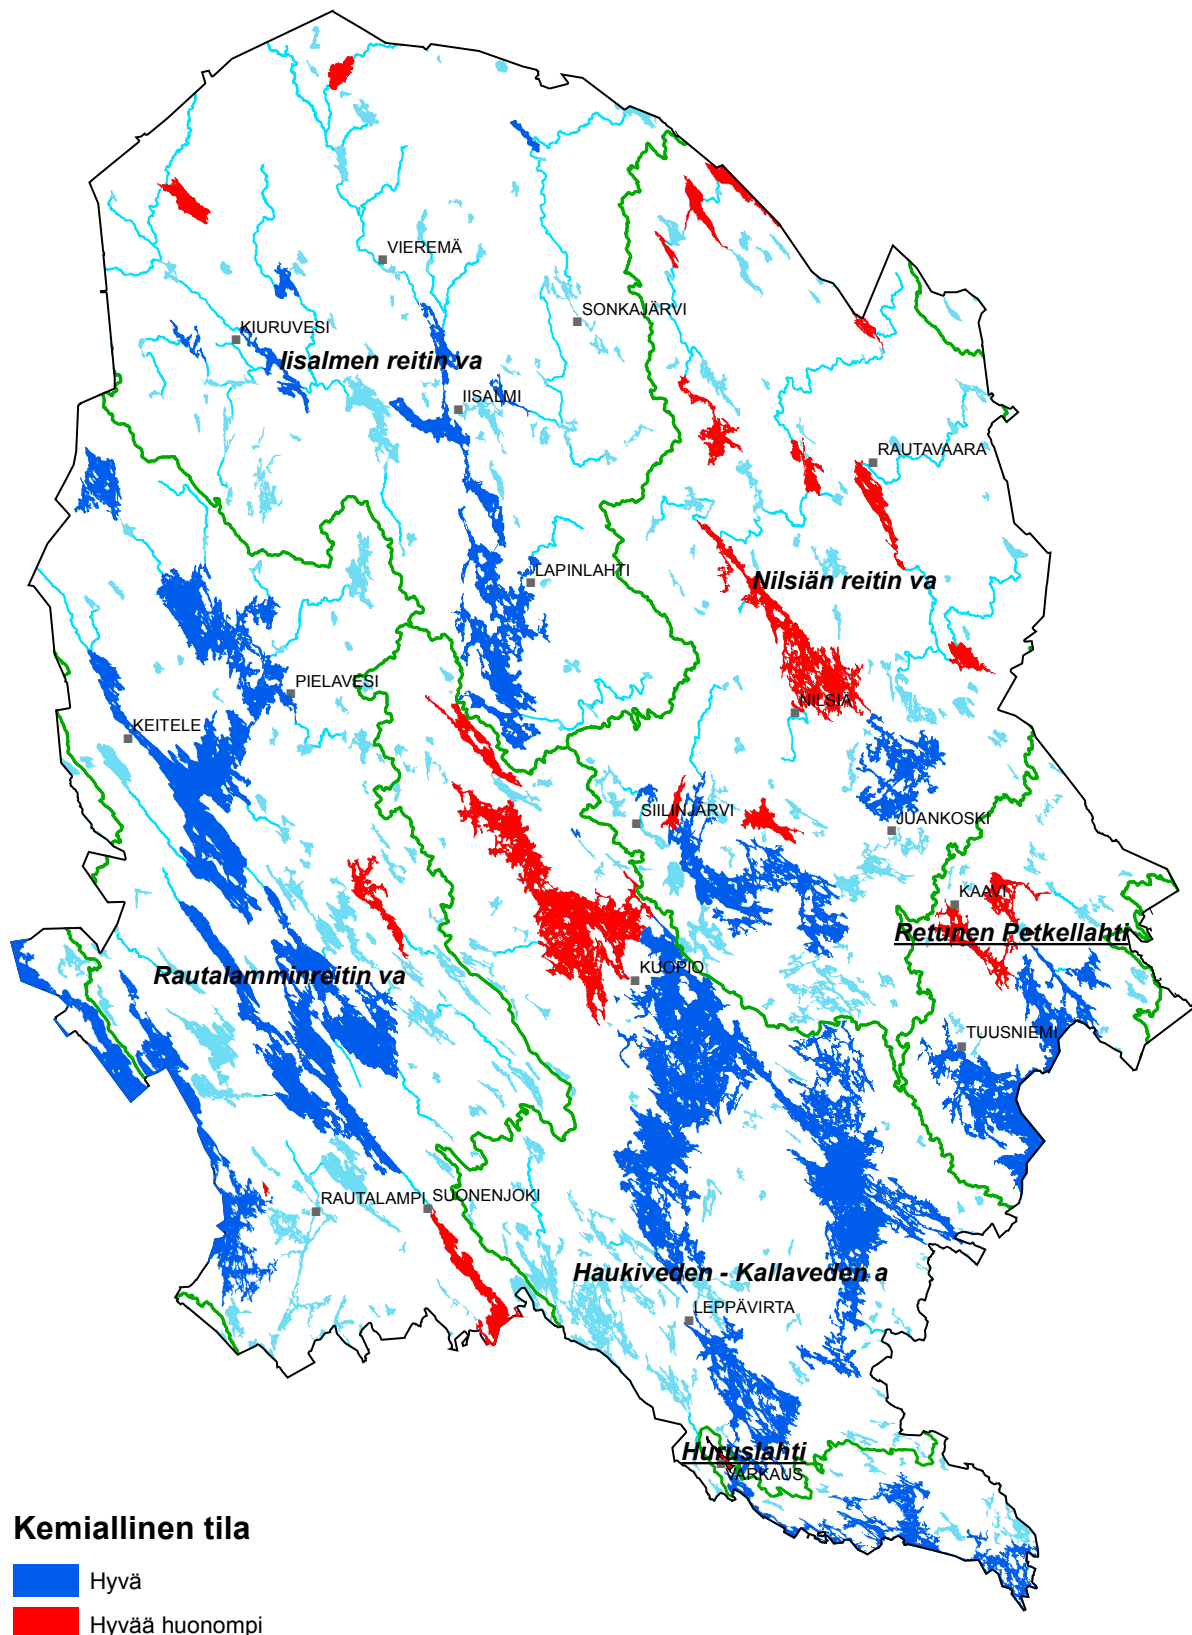 VIEREMÄ
SONKAJÄRVI
KIURUVESI
Iisalmen reitin va
IISALMI
RAUTAVAARA
LAPINLAHTI
Nilsiän reitin va
PIELAVESI
NILSIÄ
KEITELE
SIILINJÄRVI
JUANKOSKI
KAAVI
Retunen Petkellahti
Rautalamminreitin va
KUOPIO
TUUSNIEMI
RAUTALAMPI
SUONENJOKI
Haukiveden - Kallaveden a
LEPPÄVIRTA
Huruslahti
VARKAUS
Kemiallinen tila
Hyvä
Hyvää huonompi